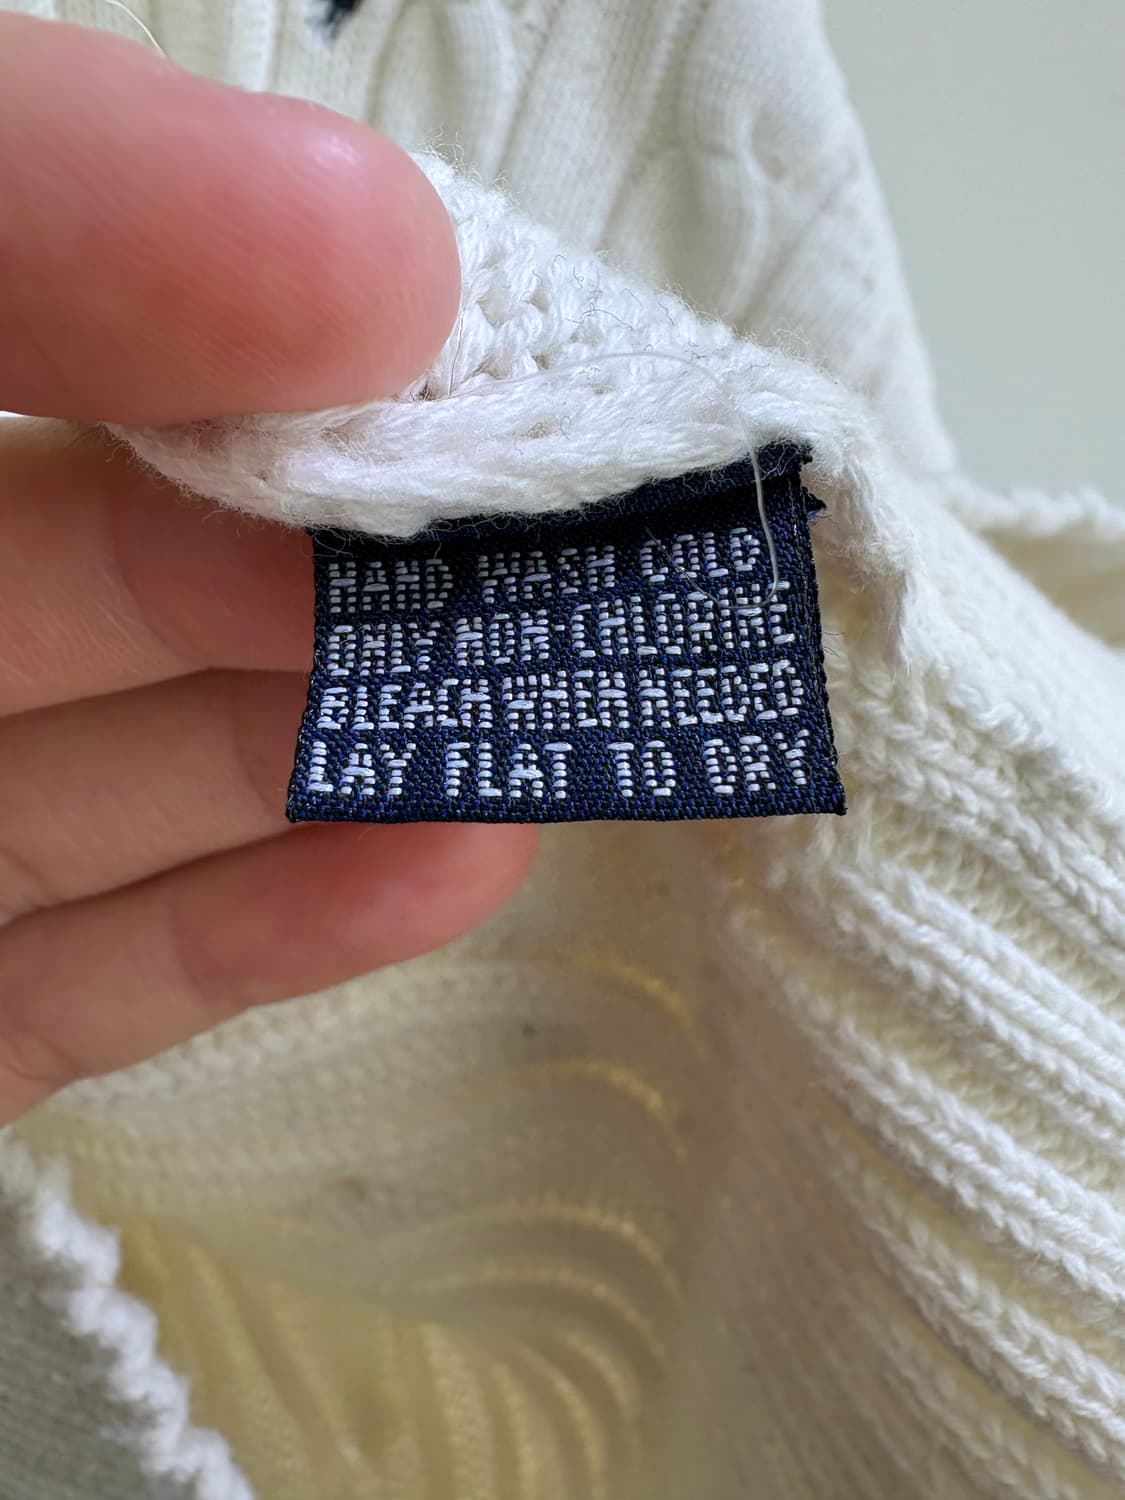 HAND WASH COLD
ONLY NON CHLORINE
BLEACH WHEN NEEDED
LAY FLAT TO DRY